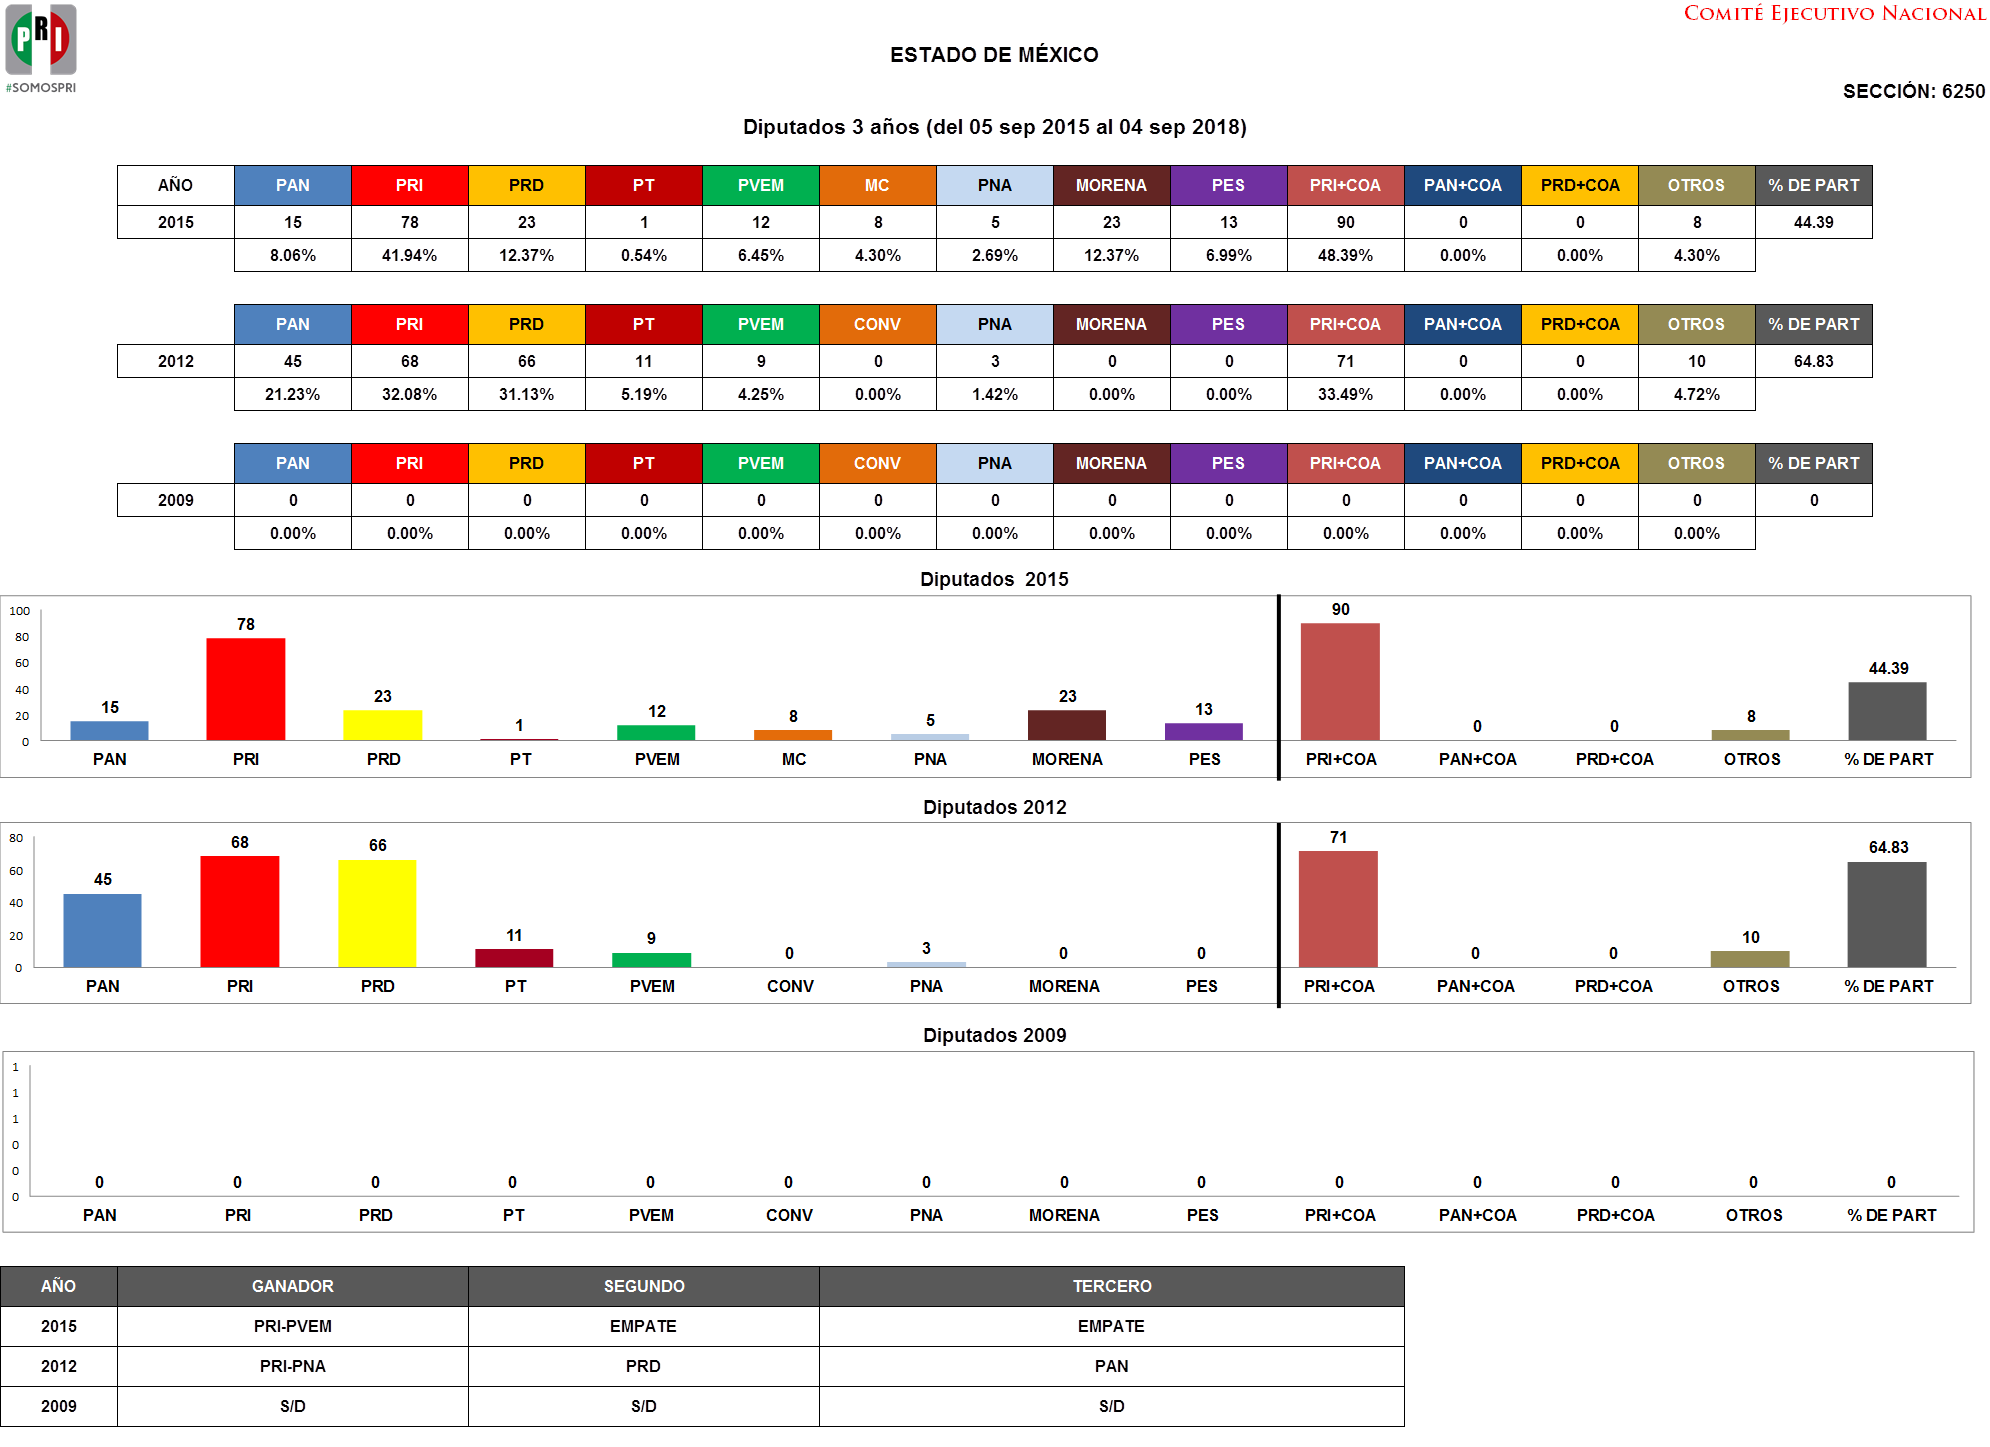 PRI
#SOMOSPRI
COMITÉ EJECUTIVO NACIONAL
ESTADO DE MÉXICO
SECCIÓN: 6250
Diputados 3 años (del 05 sep 2015 al 04 sep 2018)
AÑO PAN PRI PRD PT PVEM MC PNA MORENA PES PRI+COA PAN+COA PRD+COA OTROS % DE PART
2015 15 78 23 1 12 8 5 23 13 90 0 0 8 44.39
8.06% 41.94% 12.37% 0.54% 6.45% 4.30% 2.69% 12.37% 6.99% 48.39% 0.00% 0.00% 4.30%
PAN PRI PRD PT PVEM CONV PNA MORENA PES PRI+COA PAN+COA PRD+COA OTROS % DE PART
2012 45 68 66 11 9 0 3 0 0 71 0 0 10 64.83
21.23% 32.08% 31.13% 5.19% 4.25% 0.00% 1.42% 0.00% 0.00% 33.49% 0.00% 0.00% 4.72%
PAN PRI PRD PT PVEM CONV PNA MORENA PES PRI+COA PAN+COA PRD+COA OTROS % DE PART
2009 0 0 0 0 0 0 0 0 0 0 0 0 0 0
0.00% 0.00% 0.00% 0.00% 0.00% 0.00% 0.00% 0.00% 0.00% 0.00% 0.00% 0.00% 0.00%
Diputados 2015
100
80
60
40
20
0
15 78 23 1 12 8 5 23 13 90 0 0 8 44.39
PAN PRI PRD PT PVEM MC PNA MORENA PES PRI+COA PAN+COA PRD+COA OTROS % DE PART
Diputados 2012
80
60
40
20
0
45 68 66 11 9 0 3 0 0 71 0 0 10 64.83
PAN PRI PRD PT PVEM CONV PNA MORENA PES PRI+COA PAN+COA PRD+COA OTROS % DE PART
Diputados 2009
1
1
1
0
0
0
0 0 0 0 0 0 0 0 0 0 0 0 0 0
PAN PRI PRD PT PVEM CONV PNA MORENA PES PRI+COA PAN+COA PRD+COA OTROS % DE PART
AÑO GANADOR SEGUNDO TERCERO
2015 PRI-PVEM EMPATE EMPATE
2012 PRI-PNA PRD PAN
2009 S/D S/D S/D